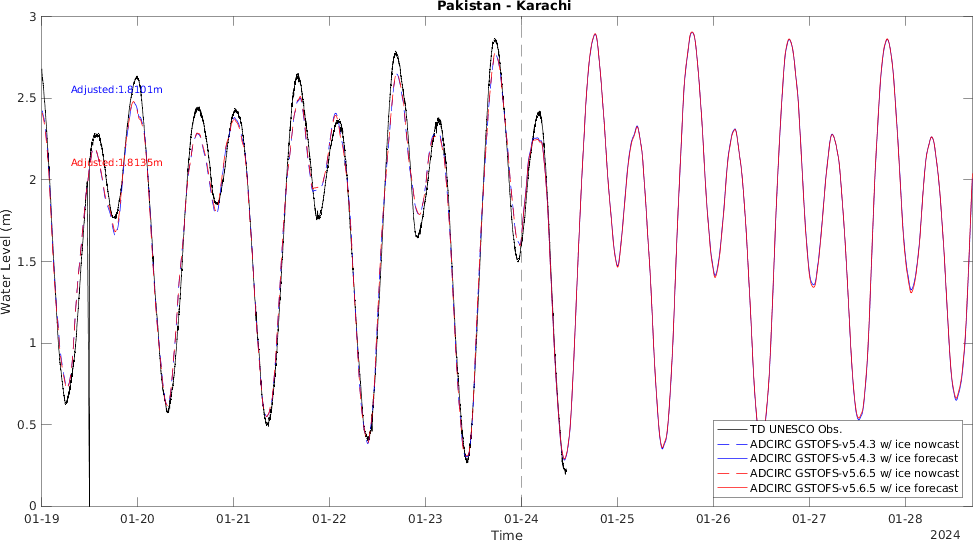 Pakistan - Karachi
Water Level (m)
3
2.5
2
1.5
1
0.5
0
Adjusted:1.8101m
Adjusted:1.8135m
TD UNESCO Obs.
ADCIRC GSTOFS-v5.4.3 w/ ice nowcast
ADCIRC GSTOFS-v5.4.3 w/ ice forecast
ADCIRC GSTOFS-v5.6.5 w/ ice nowcast
ADCIRC GSTOFS-v5.6.5 w/ ice forecast
01-19 01-20 01-21 01-22 01-23 01-24 01-25 01-26 01-27 01-28
Time
2024